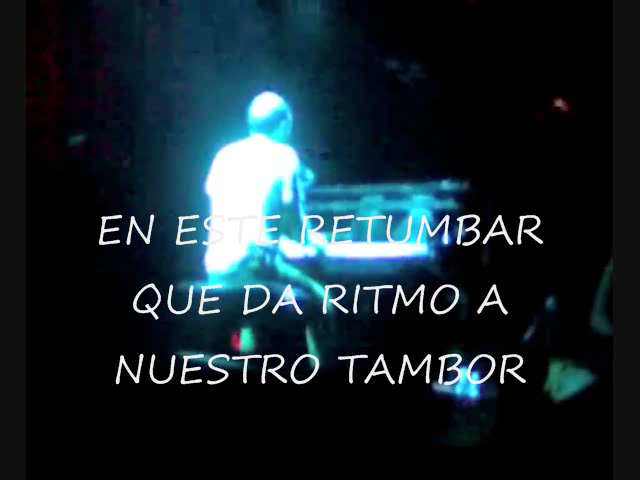 EN ESTE RETUMBAR
QUE DA RITMO A
NUESTRO TAMBOR